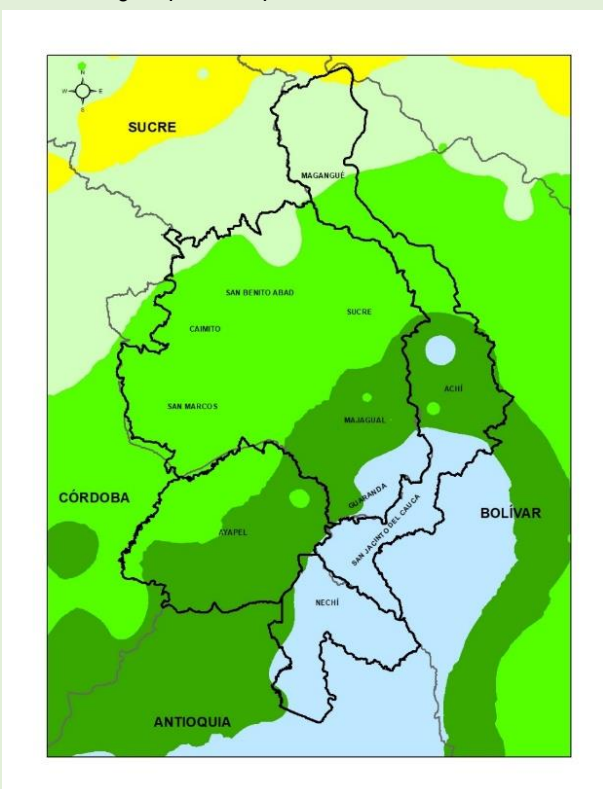 N
W
E
S
SUCRE
MAGANGUÉ
SAN BENITO ABAD
SUCRE
CAIMITO
ACHÍ
SAN MARCOS
MAJAGUAL
CÓRDOBA
GUARANDA
BOLÍVAR
SAN JACINTO DEL CAUCA
AYAPEL
NECHÍ
ANTIOQUIA